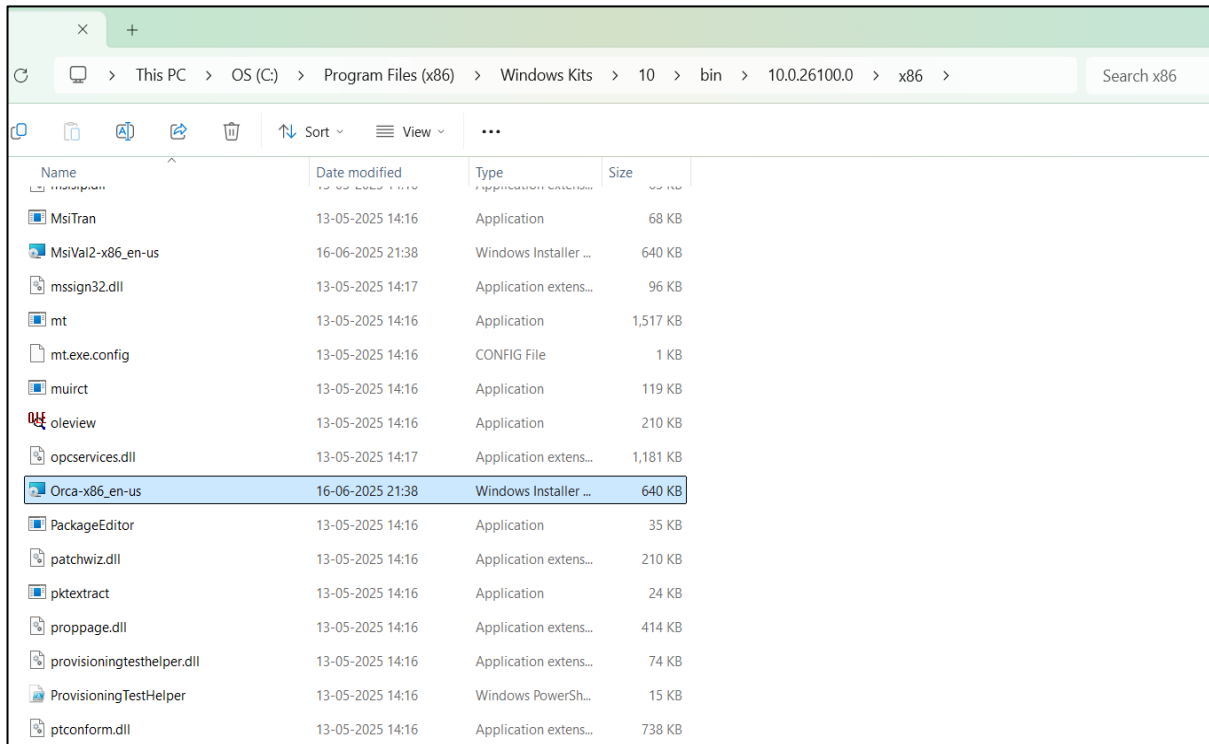 This PC > OS (C:) > Program Files (x86) > Windows Kits > 10 > bin > 10.0.26100.0 > x86 > Search x86
Sort View
Name Date modified Type Size
MsiTran 13-05-2025 14:16 Application 68 KB
MsiVal2-x86_en-us 16-06-2025 21:38 Windows Installer ... 640 KB
mssign32.dll 13-05-2025 14:17 Application extens... 96 KB
mt 13-05-2025 14:16 Application 1,517 KB
mt.exe.config 13-05-2025 14:16 CONFIG File 1 KB
muirct 13-05-2025 14:16 Application 119 KB
oleview 13-05-2025 14:16 Application 210 KB
opcservices.dll 13-05-2025 14:17 Application extens... 1,181 KB
Orca-x86_en-us 16-06-2025 21:38 Windows Installer ... 640 KB
PackageEditor 13-05-2025 14:16 Application 35 KB
patchwiz.dll 13-05-2025 14:16 Application extens... 210 KB
pktextract 13-05-2025 14:16 Application 24 KB
proppage.dll 13-05-2025 14:16 Application extens... 414 KB
provisioningtesthelper.dll 13-05-2025 14:16 Application extens... 74 KB
ProvisioningTestHelper 13-05-2025 14:16 Windows PowerSh... 15 KB
ptconform.dll 13-05-2025 14:16 Application extens... 738 KB